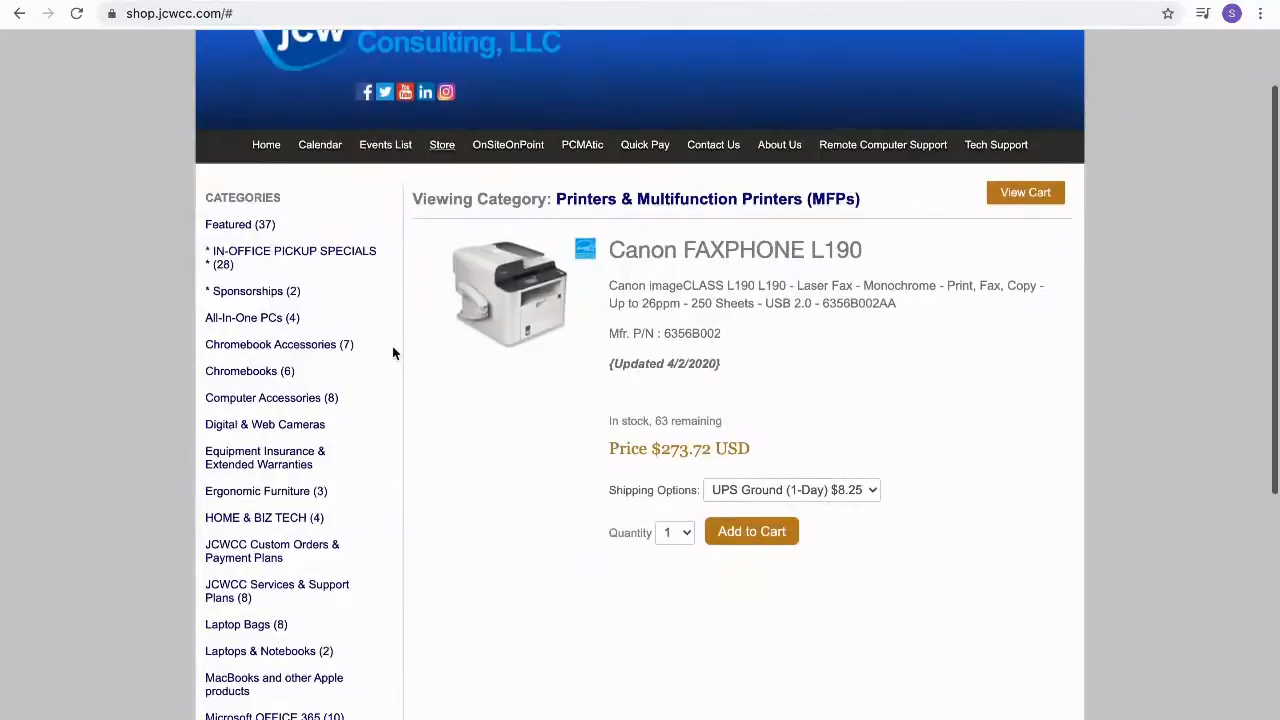 shop.jcwcc.com/#
S
jcw
Consulting, LLC
Home Calendar Events List Store OnSiteOnPoint PCMAtic Quick Pay Contact Us About Us Remote Computer Support Tech Support
CATEGORIES
Featured (37)
* IN-OFFICE PICKUP SPECIALS
* (28)
* Sponsorships (2)
All-In-One PCs (4)
Chromebook Accessories (7)
Chromebooks (6)
Computer Accessories (8)
Digital & Web Cameras
Equipment Insurance &
Extended Warranties
Ergonomic Furniture (3)
HOME & BIZ TECH (4)
JCWCC Custom Orders &
Payment Plans
JCWCC Services & Support
Plans (8)
Laptop Bags (8)
Laptops & Notebooks (2)
MacBooks and other Apple
products
Microsoft OFFICE 365 (10)
Viewing Category: Printers & Multifunction Printers (MFPs)
View Cart
Canon FAXPHONE L190
Canon imageCLASS L190 L190 - Laser Fax - Monochrome - Print, Fax, Copy -
Up to 26ppm - 250 Sheets - USB 2.0 - 6356B002AA
Mfr. P/N : 6356B002
{Updated 4/2/2020}
In stock, 63 remaining
Price $273.72 USD
Shipping Options: UPS Ground (1-Day) $8.25
Quantity 1 Add to Cart